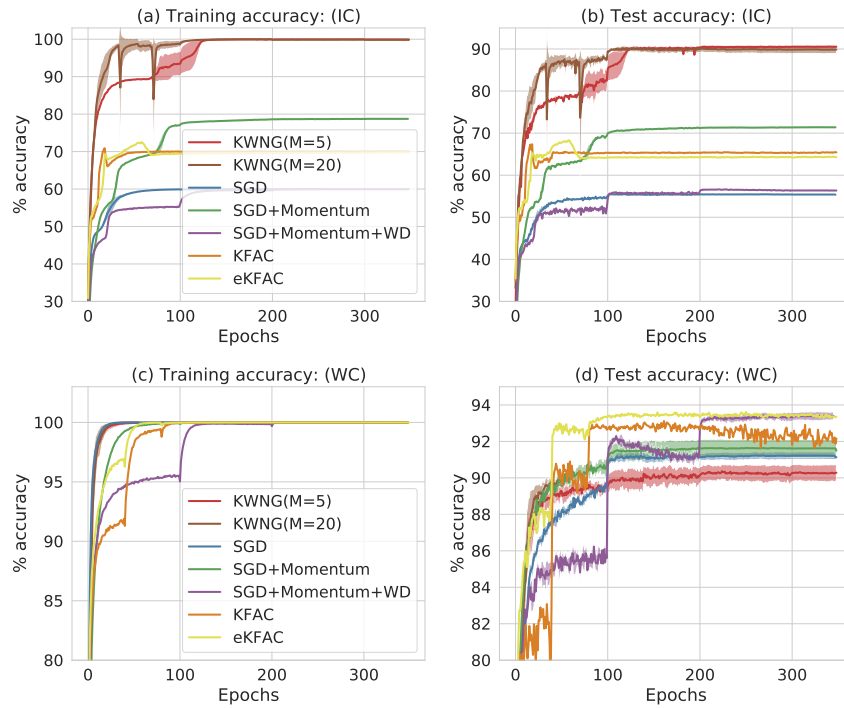 (a) Training accuracy: (IC)
% accuracy
100
90
80
70
60
50
40
30
0
100
200
300
Epochs
KWNG(M=5)
KWNG(M=20)
SGD
SGD+Momentum
SGD+Momentum+WD
KFAC
eKFAC
(b) Test accuracy: (IC)
% accuracy
90
80
70
60
50
40
30
0
100
200
300
Epochs
(c) Training accuracy: (WC)
% accuracy
100
95
90
85
80
0
100
200
300
Epochs
KWNG(M=5)
KWNG(M=20)
SGD
SGD+Momentum
SGD+Momentum+WD
KFAC
eKFAC
(d) Test accuracy: (WC)
% accuracy
94
92
90
88
86
84
82
80
0
100
200
300
Epochs